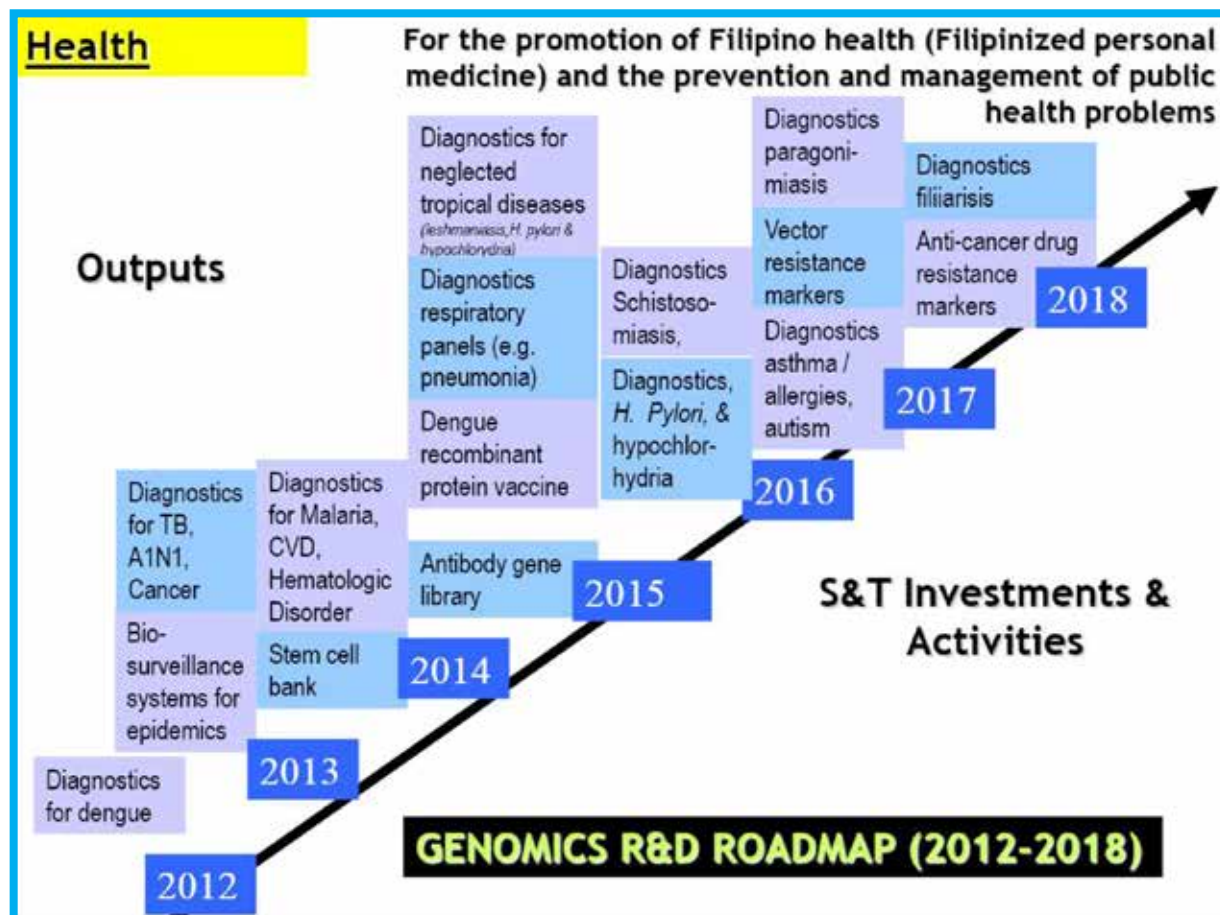 Health
For the promotion of Filipino health (Filipinized personal
medicine) and the prevention and management of public
health problems
Outputs
Diagnostics for
neglected
tropical diseases
(leshmaniasis,H. pylori &
hypochlorydria)
Diagnostics
respiratory
panels (e.g.
pneumonia)
Dengue
recombinant
protein vaccine
Antibody gene
library
Diagnostics
paragoni-
miasis
Vector
resistance
markers
Diagnostics
asthma /
allergies,
autism
Diagnostics
filiarisis
Anti-cancer drug
resistance
markers
Diagnostics
Schistoso-
miasis,
Diagnostics,
H. Pylori, &
hypochlor-
hydria
Diagnostics
for TB,
A1N1,
Cancer
Bio-
surveillance
systems for
epidemics
Diagnostics
for Malaria,
CVD,
Hematologic
Disorder
Stem cell
bank
Diagnostics
for dengue
2012
2013
2014
2015
2016
2017
2018
S&T Investments &
Activities
GENOMICS R&D ROADMAP (2012-2018)